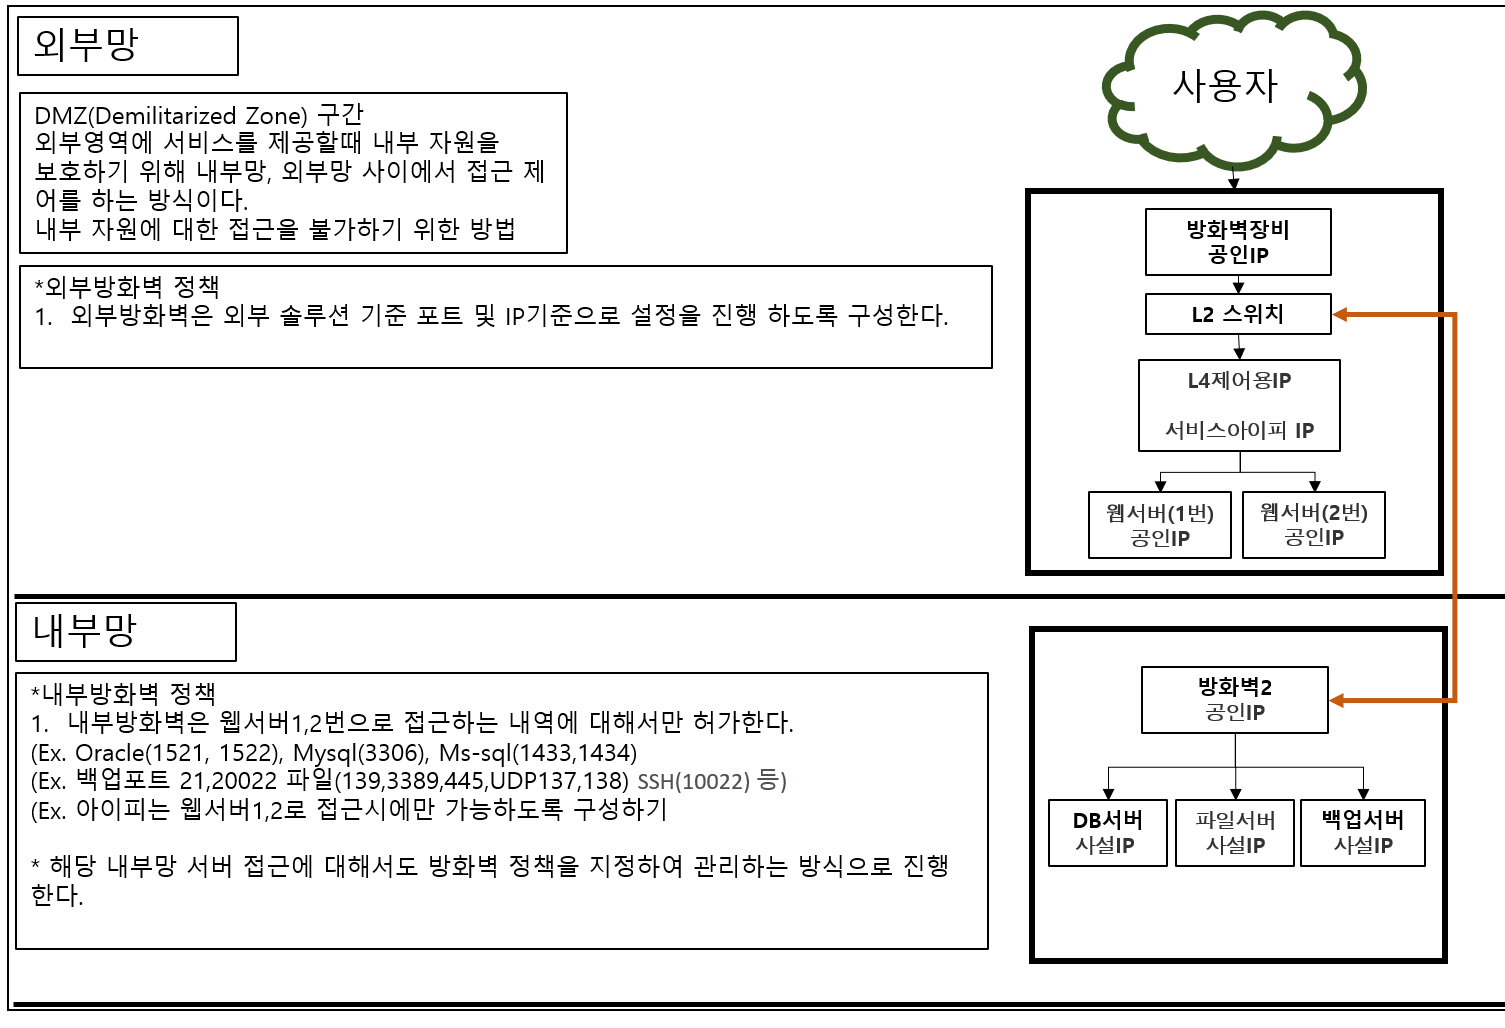 외부망
DMZ(Demilitarized Zone) 구간
외부영역에 서비스를 제공할때 내부 자원을
보호하기 위해 내부망, 외부망 사이에서 접근 제
어를 하는 방식이다.
내부 자원에 대한 접근을 불가하기 위한 방법
*외부방화벽 정책
1. 외부방화벽은 외부 솔루션 기준 포트 및 IP기준으로 설정을 진행 하도록 구성한다.
사용자
방화벽장비
공인IP
L2 스위치
L4제어용IP
서비스아이피 IP
웹서버(1번)
공인IP
웹서버(2번)
공인IP
내부망
*내부방화벽 정책
1. 내부방화벽은 웹서버1,2번으로 접근하는 내역에 대해서만 허가한다.
(Ex. Oracle(1521, 1522), Mysql(3306), Ms-sql(1433,1434)
(Ex. 백업포트 21,20022 파일(139,3389,445,UDP137,138) SSH(10022) 등)
(Ex. 아이피는 웹서버1,2로 접근시에만 가능하도록 구성하기
* 해당 내부망 서버 접근에 대해서도 방화벽 정책을 지정하여 관리하는 방식으로 진행
한다.
방화벽2
공인IP
DB서버
사설IP
파일서버
사설IP
백업서버
사설IP